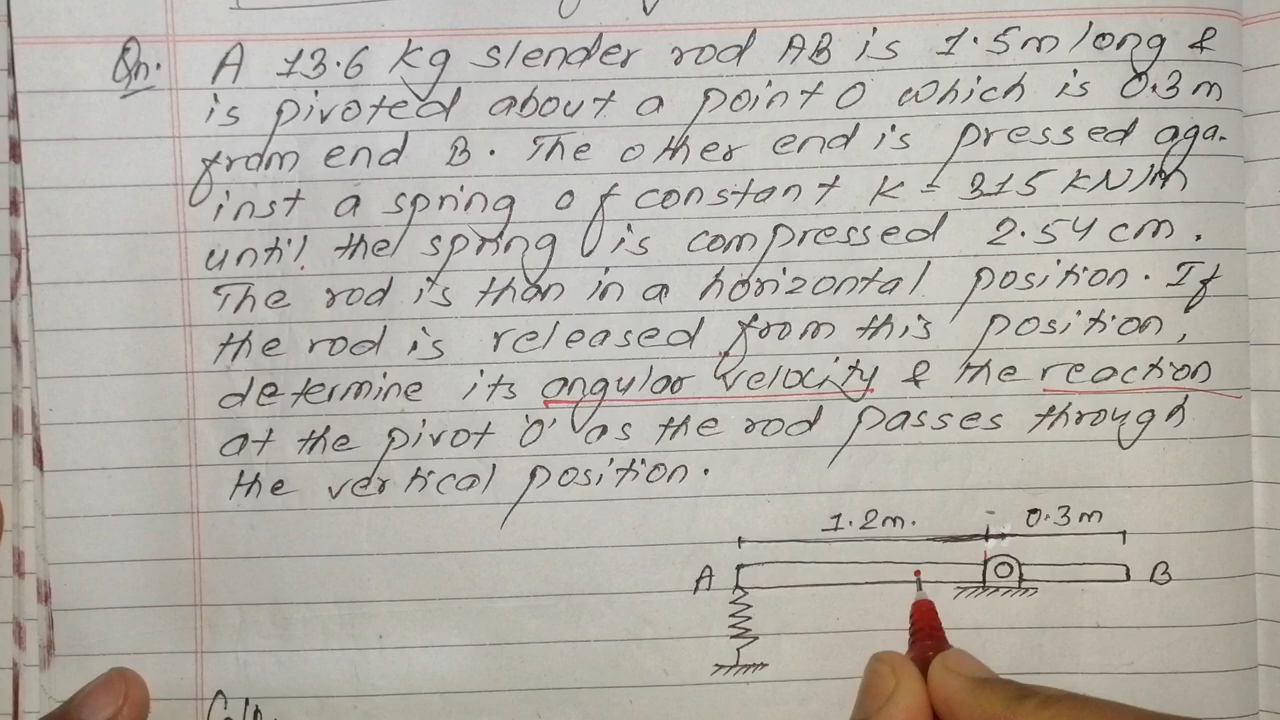 Qn. A 13.6 Kg slender rod AB is 1.5m long &
is pivoted about a point O which is 0.3m
from end B. The other end is pressed aga-
inst a spring of constant K = 315 KN/m
until the spring is compressed 2.54 cm.
The rod is than in a horizontal position. If
the rod is released from this position,
determine its angular velocity & the reaction
at the pivot 'O' as the rod passes through
the vertical position.
1.2m. 0.3m
A B